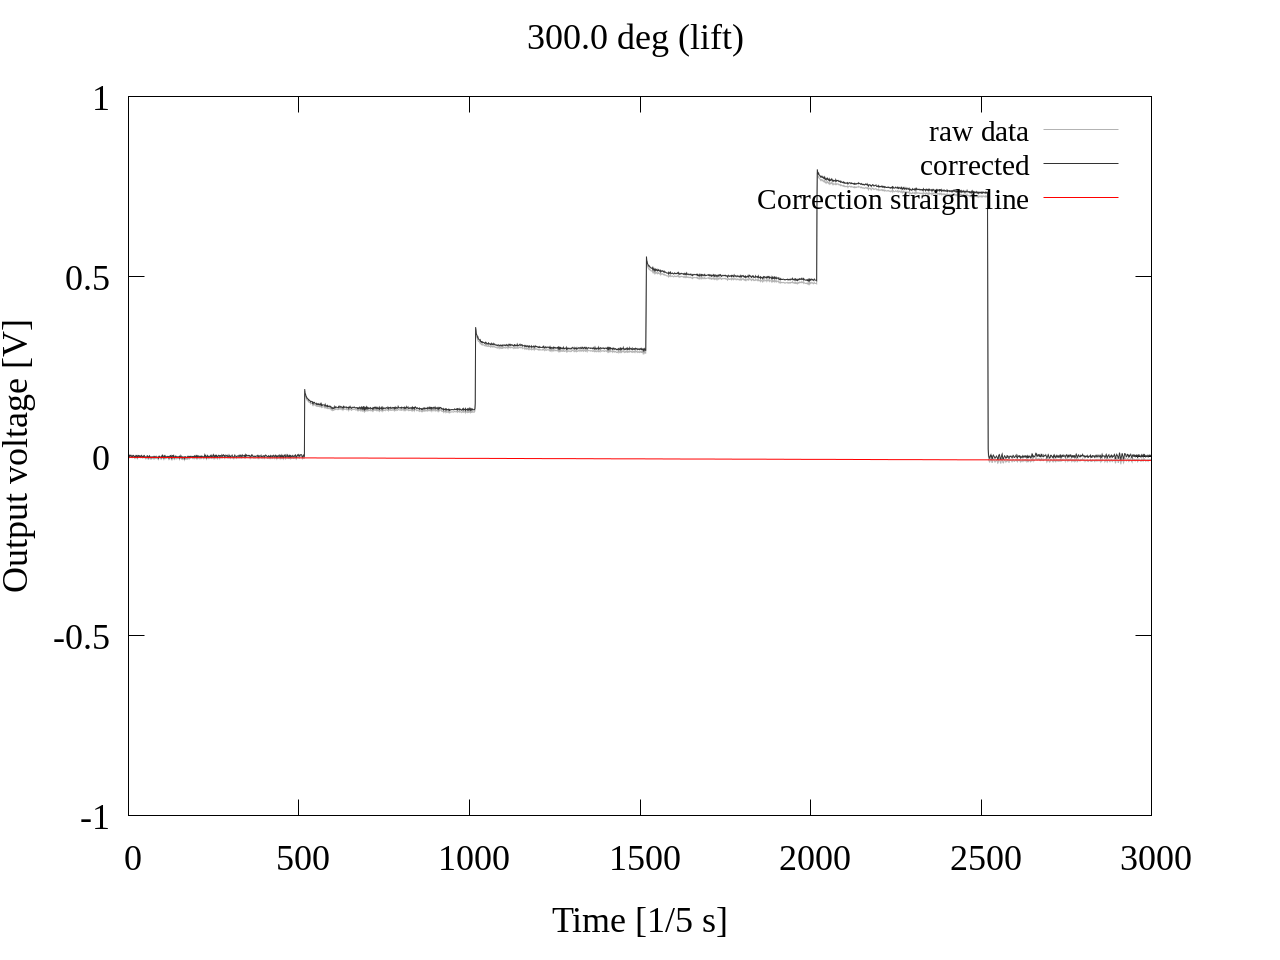 300.0 deg (lift)
1
raw data
corrected
Correction straight line
0.5
0
-0.5
-1
Output voltage [V]
0 500 1000 1500 2000 2500 3000
Time [1/5 s]